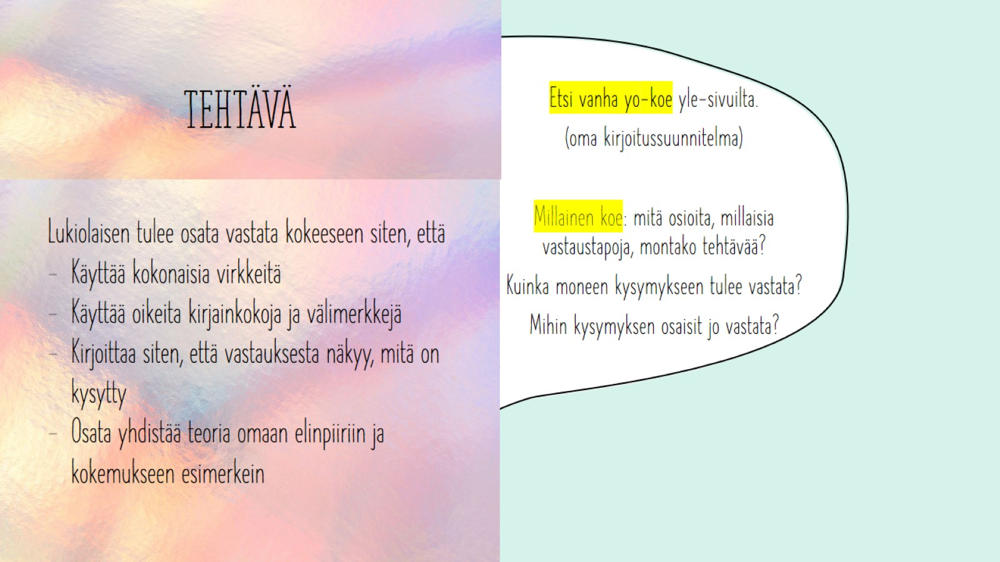 TEHTÄVÄ
Lukiolaisen tulee osata vastata kokeeseen siten, että
- Käyttää kokonaisia virkkeitä
- Käyttää oikeita kirjainkokoja ja välimerkkejä
- Kirjoittaa siten, että vastauksesta näkyy, mitä on
kysytty
- Osata yhdistää teoria omaan elinpiiriin ja
kokemukseen esimerkein
Etsi vanha yo-koe yle-sivuilta.
(oma kirjoitussuunnitelma)
Millainen koe: mitä osioita, millaisia
vastaustapoja, montako tehtävää?
Kuinka moneen kysymykseen tulee vastata?
Mihin kysymyksen osaisit jo vastata?